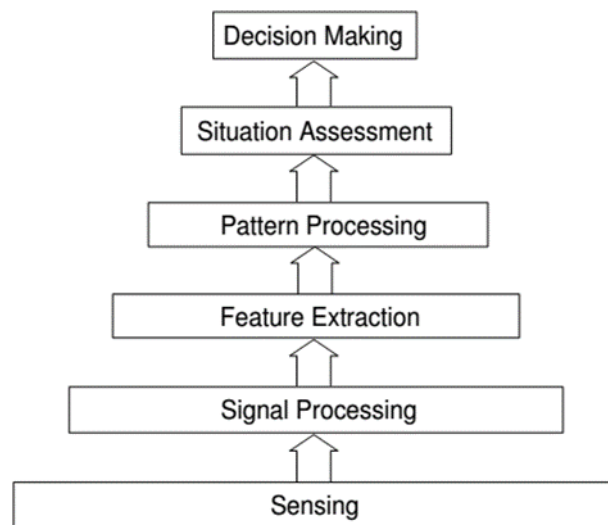 Decision Making
Situation Assessment
Pattern Processing
Feature Extraction
Signal Processing
Sensing